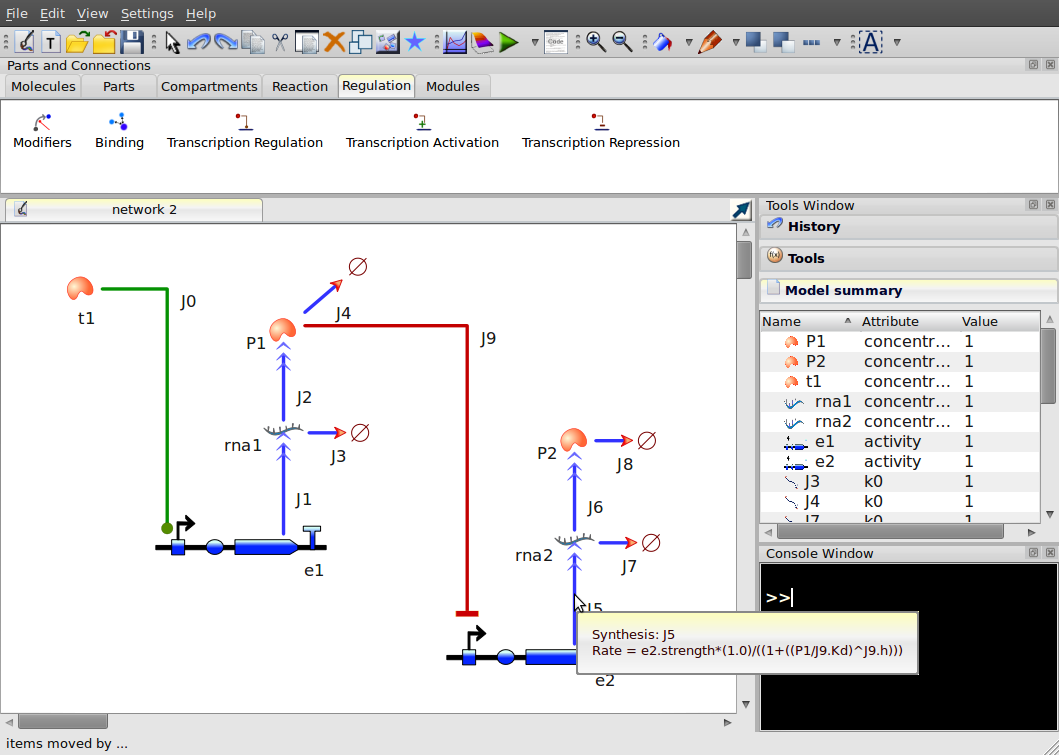 File Edit View Settings Help
T Code A
Parts and Connections
Molecules Parts Compartments Reaction Regulation Modules
Modifiers Binding Transcription Regulation Transcription Activation Transcription Repression
network 2
t1
J0
P1
J4
J9
J2
rna1
J3
J1
e1
P2
J8
J6
rna2
J7
J5
e2
Synthesis: J5
Rate = e2.strength*(1.0)/((1+((P1/J9.Kd)^J9.h)))
Tools Window
History
f(x) Tools
Model summary
Name Attribute Value
P1 concentr... 1
P2 concentr... 1
t1 concentr... 1
rna1 concentr... 1
rna2 concentr... 1
e1 activity 1
e2 activity 1
J3 k0 1
J4 k0 1
J7 k0 1
Console Window
>>
items moved by ...